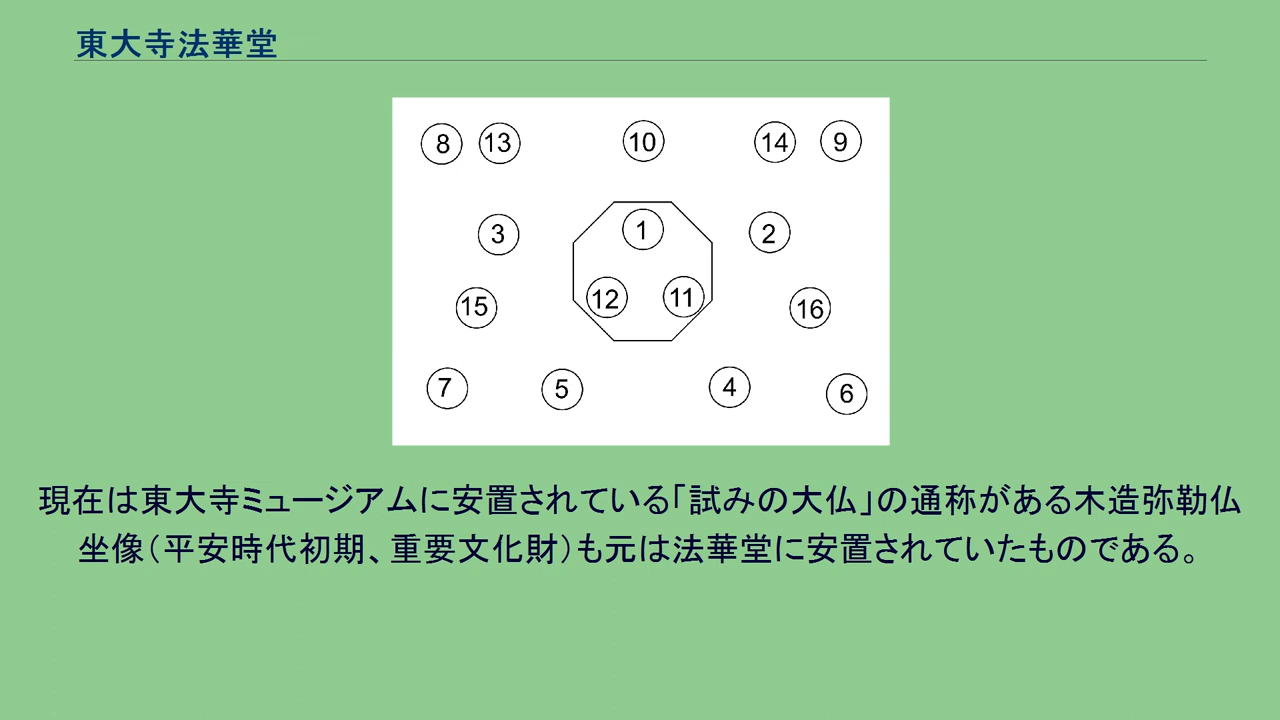 東大寺法華堂
8 13 10 14 9
3 1 2
12 11
15 16
7 5 4 6
現在は東大寺ミュージアムに安置されている「試みの大仏」の通称がある木造弥勒仏
坐像（平安時代初期、重要文化財）も元は法華堂に安置されていたものである。